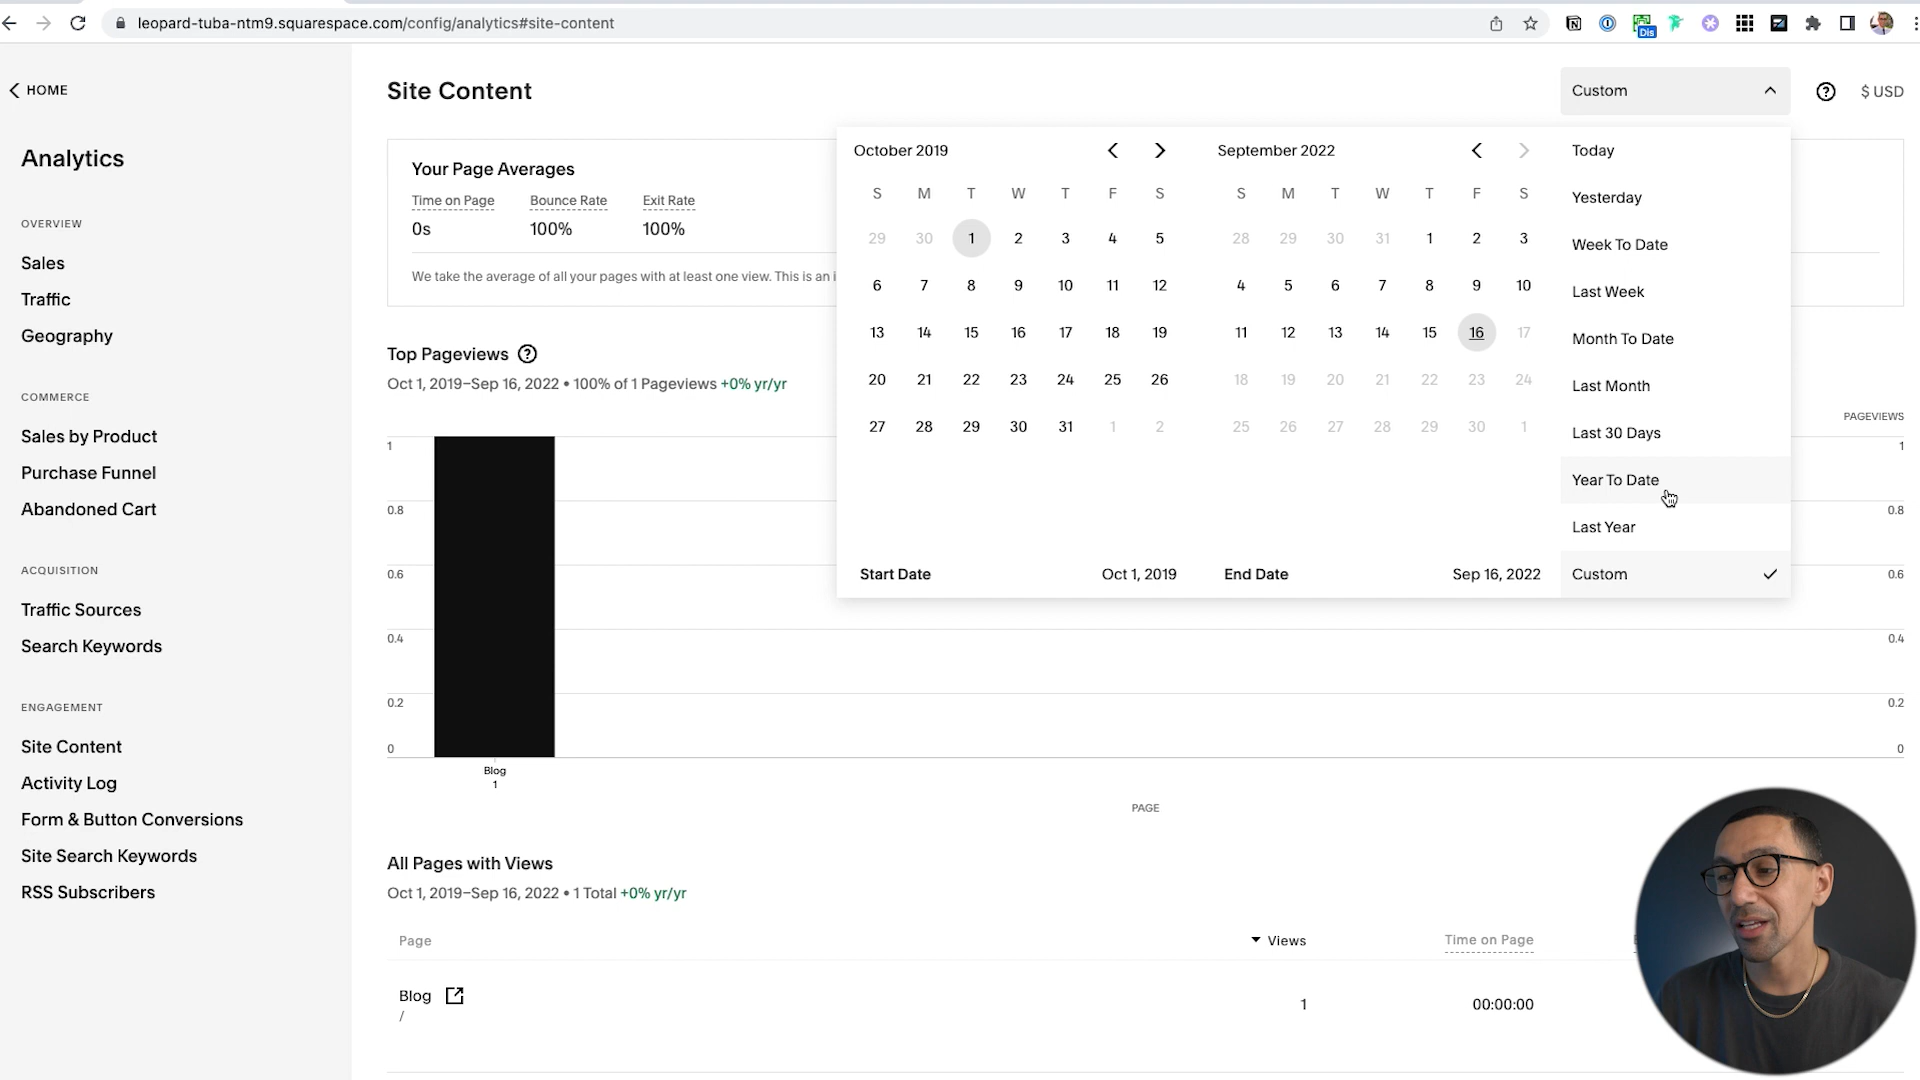 leopard-tuba-ntm9.squarespace.com/config/analytics#site-content
Dis
HOME
Analytics
OVERVIEW
Sales
Traffic
Geography
COMMERCE
Sales by Product
Purchase Funnel
Abandoned Cart
ACQUISITION
Traffic Sources
Search Keywords
ENGAGEMENT
Site Content
Activity Log
Form & Button Conversions
Site Search Keywords
RSS Subscribers
Site Content
Custom
? $ USD
Your Page Averages
Time on Page Bounce Rate Exit Rate
0s 100% 100%
We take the average of all your pages with at least one view. This is an i
October 2019
S M T W T F S
29 30 1 2 3 4 5
6 7 8 9 10 11 12
13 14 15 16 17 18 19
20 21 22 23 24 25 26
27 28 29 30 31 1 2
Start Date Oct 1, 2019
September 2022
S M T W T F S
28 29 30 31 1 2 3
4 5 6 7 8 9 10
11 12 13 14 15 16 17
18 19 20 21 22 23 24
25 26 27 28 29 30 1
End Date Sep 16, 2022
Today
Yesterday
Week To Date
Last Week
Month To Date
Last Month
Last 30 Days
Year To Date
Last Year
Custom
Top Pageviews ?
Oct 1, 2019–Sep 16, 2022 • 100% of 1 Pageviews +0% yr/yr
PAGEVIEWS
1 1
0.8 0.8
0.6 0.6
0.4 0.4
0.2 0.2
0 0
Blog
1
PAGE
All Pages with Views
Oct 1, 2019–Sep 16, 2022 • 1 Total +0% yr/yr
Page Views Time on Page
Blog 1 00:00:00
/